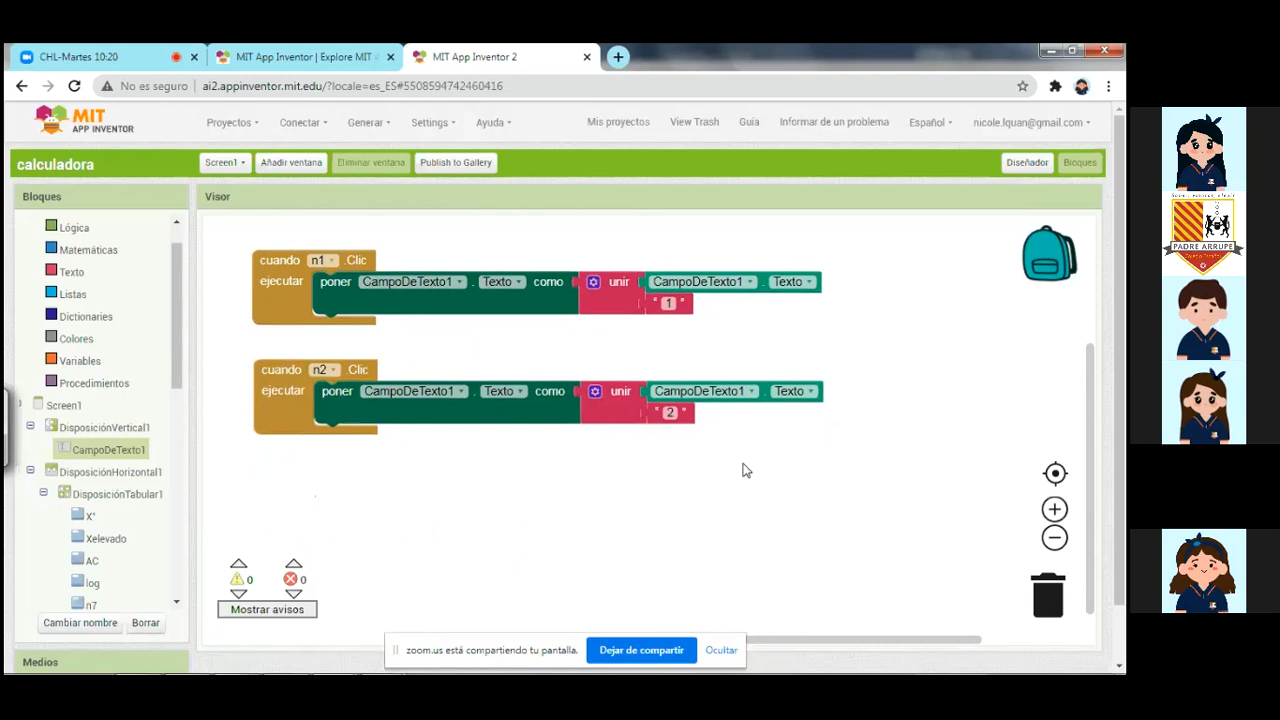 CHL-Martes 10:20
MIT App Inventor | Explore MIT
MIT App Inventor 2
No es seguro
ai2.appinventor.mit.edu/?locale=es_ES#5508594742460416
MIT
APP INVENTOR
Proyectos
Conectar
Generar
Settings
Ayuda
Mis proyectos
View Trash
Guía
Informar de un problema
Español
nicole.lquan@gmail.com
calculadora
Screen1
Añadir ventana
Eliminar ventana
Publish to Gallery
Diseñador
Bloques
Bloques
Visor
Lógica
Matemáticas
Texto
Listas
Dictionaries
Colores
Variables
Procedimientos
Screen1
DisposiciónVertical1
CampoDeTexto1
DisposiciónHorizontal1
DisposiciónTabular1
X°
Xelevado
AC
log
n7
Cambiar nombre
Borrar
Medios
cuando n1 .Clic
ejecutar poner CampoDeTexto1 . Texto como unir CampoDeTexto1 . Texto
" 1 "
cuando n2 .Clic
ejecutar poner CampoDeTexto1 . Texto como unir CampoDeTexto1 . Texto
" 2 "
0
0
Mostrar avisos
zoom.us está compartiendo tu pantalla.
Dejar de compartir
Ocultar
PADRE ARRUPE